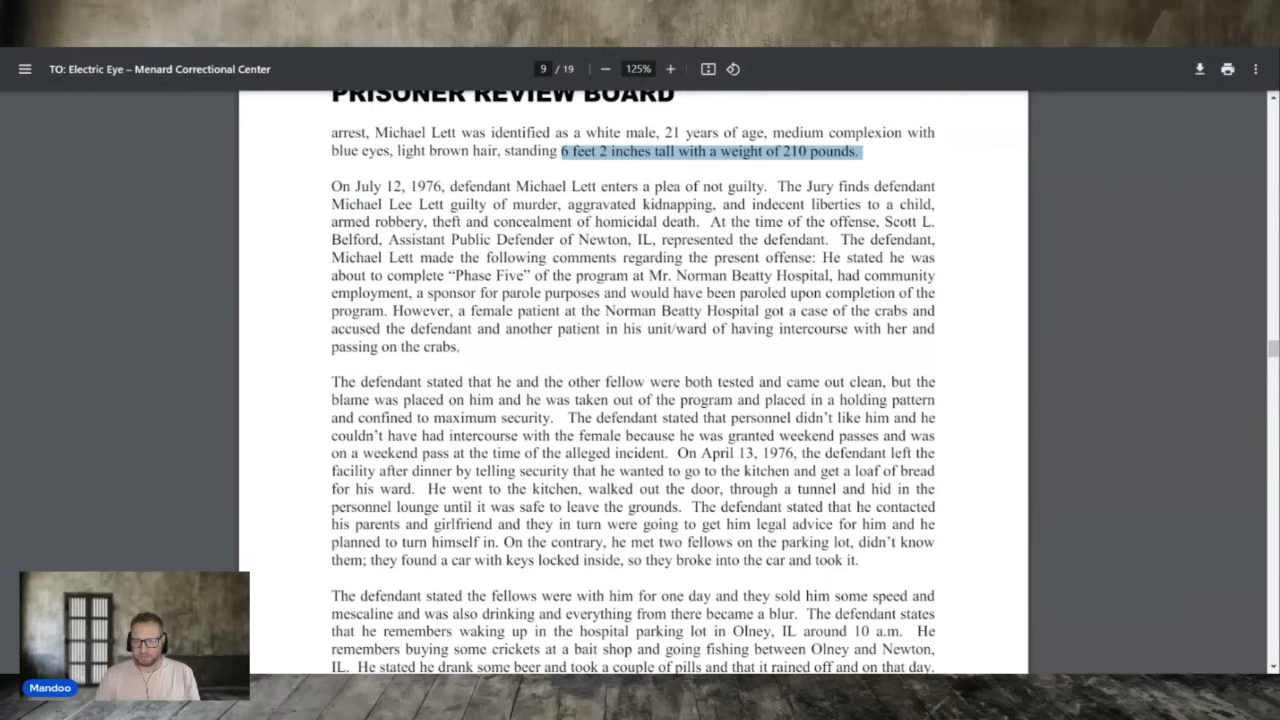 TO: Electric Eye – Menard Correctional Center
9 / 19
125%
PRISONER REVIEW BOARD
arrest, Michael Lett was identified as a white male, 21 years of age, medium complexion with
blue eyes, light brown hair, standing 6 feet 2 inches tall with a weight of 210 pounds.
On July 12, 1976, defendant Michael Lett enters a plea of not guilty. The Jury finds defendant
Michael Lee Lett guilty of murder, aggravated kidnapping, and indecent liberties to a child,
armed robbery, theft and concealment of homicidal death. At the time of the offense, Scott L.
Belford, Assistant Public Defender of Newton, IL, represented the defendant. The defendant,
Michael Lett made the following comments regarding the present offense: He stated he was
about to complete “Phase Five” of the program at Mr. Norman Beatty Hospital, had community
employment, a sponsor for parole purposes and would have been paroled upon completion of the
program. However, a female patient at the Norman Beatty Hospital got a case of the crabs and
accused the defendant and another patient in his unit/ward of having intercourse with her and
passing on the crabs.
The defendant stated that he and the other fellow were both tested and came out clean, but the
blame was placed on him and he was taken out of the program and placed in a holding pattern
and confined to maximum security. The defendant stated that personnel didn’t like him and he
couldn’t have had intercourse with the female because he was granted weekend passes and was
on a weekend pass at the time of the alleged incident. On April 13, 1976, the defendant left the
facility after dinner by telling security that he wanted to go to the kitchen and get a loaf of bread
for his ward. He went to the kitchen, walked out the door, through a tunnel and hid in the
personnel lounge until it was safe to leave the grounds. The defendant stated that he contacted
his parents and girlfriend and they in turn were going to get him legal advice for him and he
planned to turn himself in. On the contrary, he met two fellows on the parking lot, didn’t know
them; they found a car with keys locked inside, so they broke into the car and took it.
The defendant stated the fellows were with him for one day and they sold him some speed and
mescaline and was also drinking and everything from there became a blur. The defendant states
that he remembers waking up in the hospital parking lot in Olney, IL around 10 a.m. He
remembers buying some crickets at a bait shop and going fishing between Olney and Newton,
IL. He stated he drank some beer and took a couple of pills and that it rained off and on that day.
Mandoo